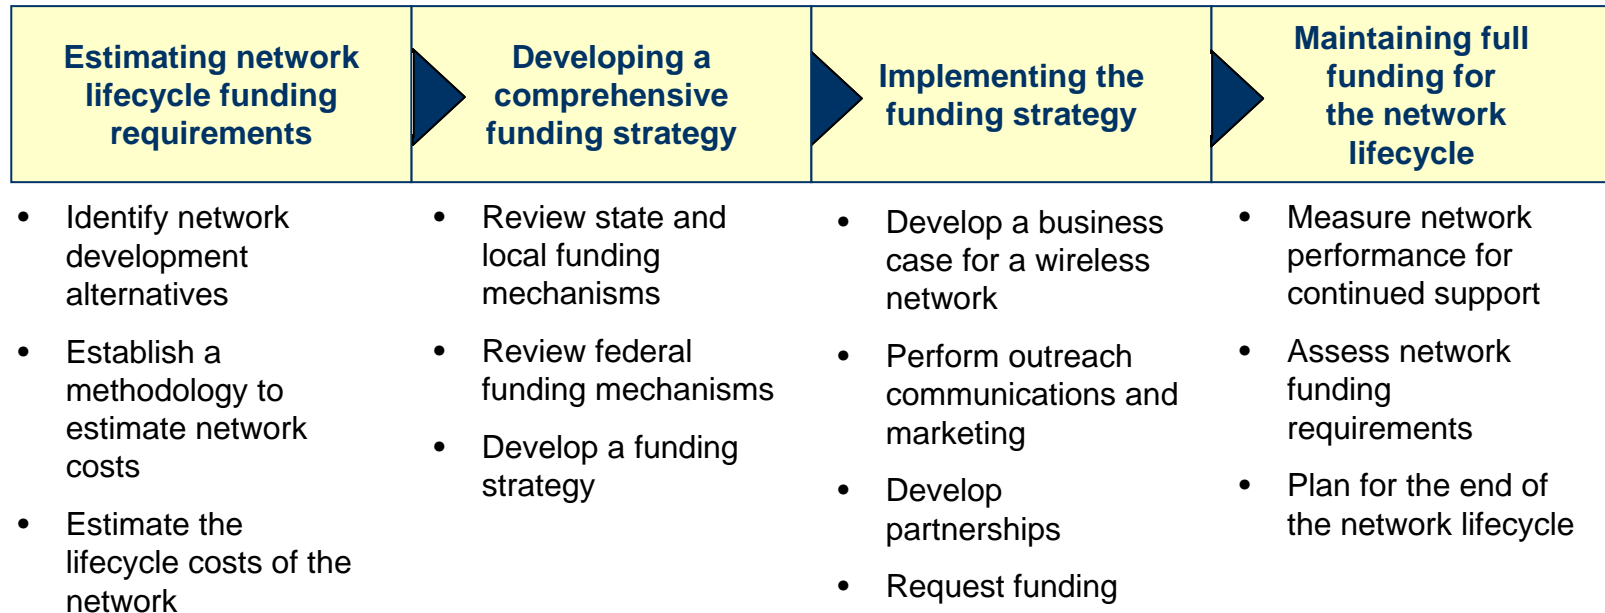 Estimating network
lifecycle funding
requirements
Developing a
comprehensive
funding strategy
Implementing the
funding strategy
Maintaining full
funding for
the network
lifecycle
• Identify network
development
alternatives
• Establish a
methodology to
estimate network
costs
• Estimate the
lifecycle costs of the
network
• Review state and
local funding
mechanisms
• Review federal
funding mechanisms
• Develop a funding
strategy
• Develop a business
case for a wireless
network
• Perform outreach
communications and
marketing
• Develop
partnerships
• Request funding
• Measure network
performance for
continued support
• Assess network
funding
requirements
• Plan for the end of
the network lifecycle